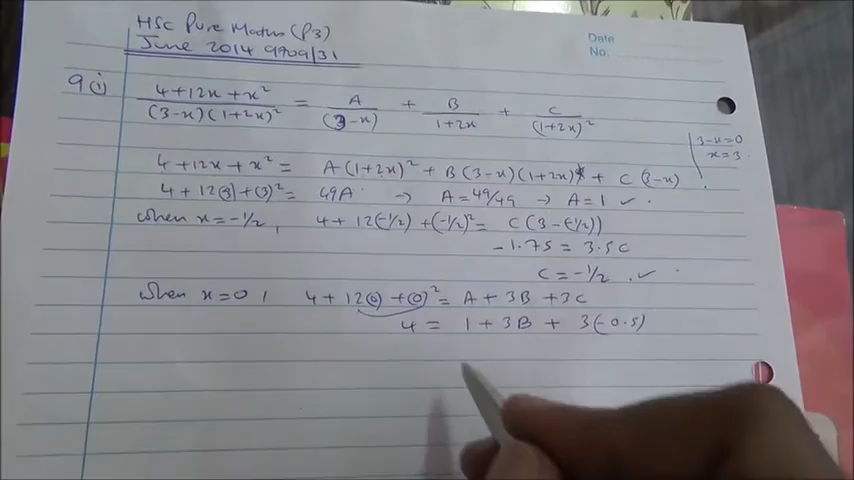 HSC Pure Maths (P3)
June 2014 9709/31
Date
No.
9 (i) (4+12x+x²)/((3-x)(1+2x)²) = A/(3-x) + B/(1+2x) + C/(1+2x)²
3-x=0
x=3
4+12x+x² = A(1+2x)² + B(3-x)(1+2x) + C(3-x)
4+12(3)+(3)² = 49A → A=49/49 → A=1 ✓
when x=-1/2, 4+12(-1/2)+(-1/2)² = C(3-(-1/2))
-1.75 = 3.5C
C=-1/2 ✓
when x=0, 4+12(0)+(0)² = A+3B+3C
4 = 1+3B + 3(-0.5)